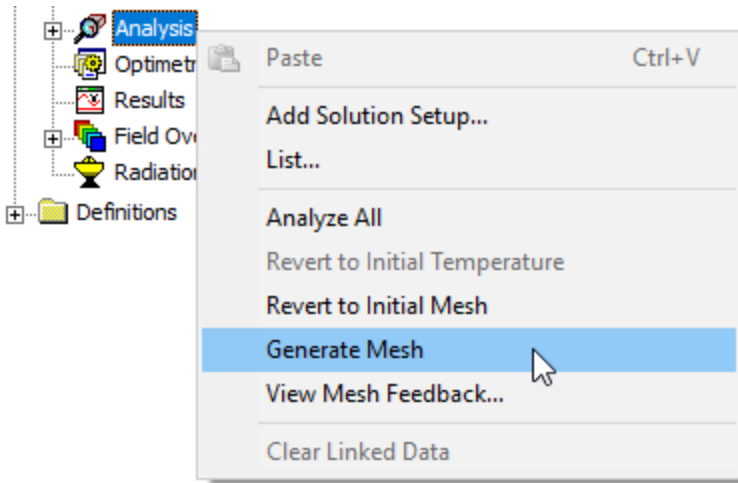 Analysis
Optimetr
Results
Field Ov
Radiation
Definitions
Paste Ctrl+V
Add Solution Setup...
List...
Analyze All
Revert to Initial Temperature
Revert to Initial Mesh
Generate Mesh
View Mesh Feedback...
Clear Linked Data